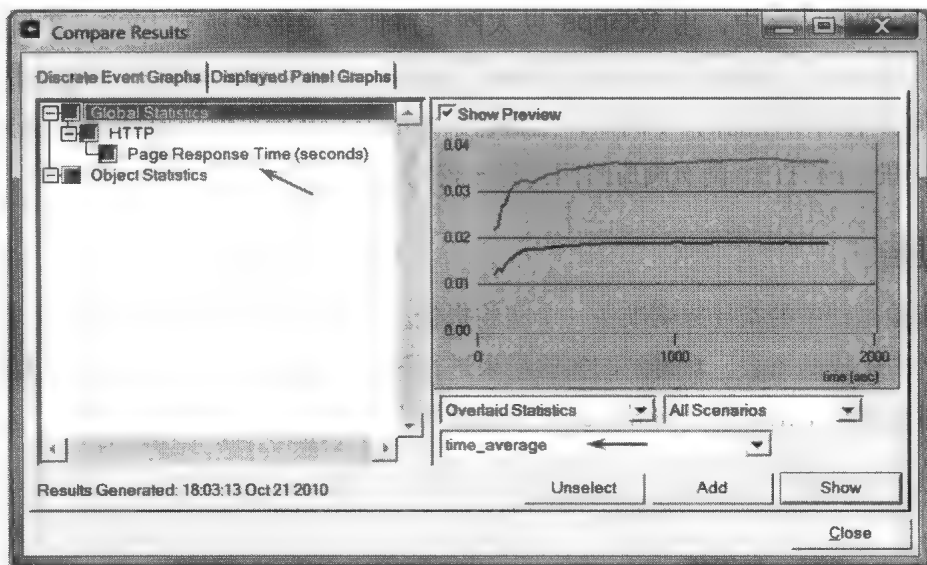 Compare Results
Discrete Event Graphs Displayed Panel Graphs
Global Statistics
HTTP
Page Response Time (seconds)
Object Statistics
Show Preview
0.04
0.03
0.02
0.01
0.00
0
1000
2000
time (sec)
Overlaid Statistics
All Scenarios
time_average
Results Generated: 18:03:13 Oct 21 2010
Unselect
Add
Show
Close